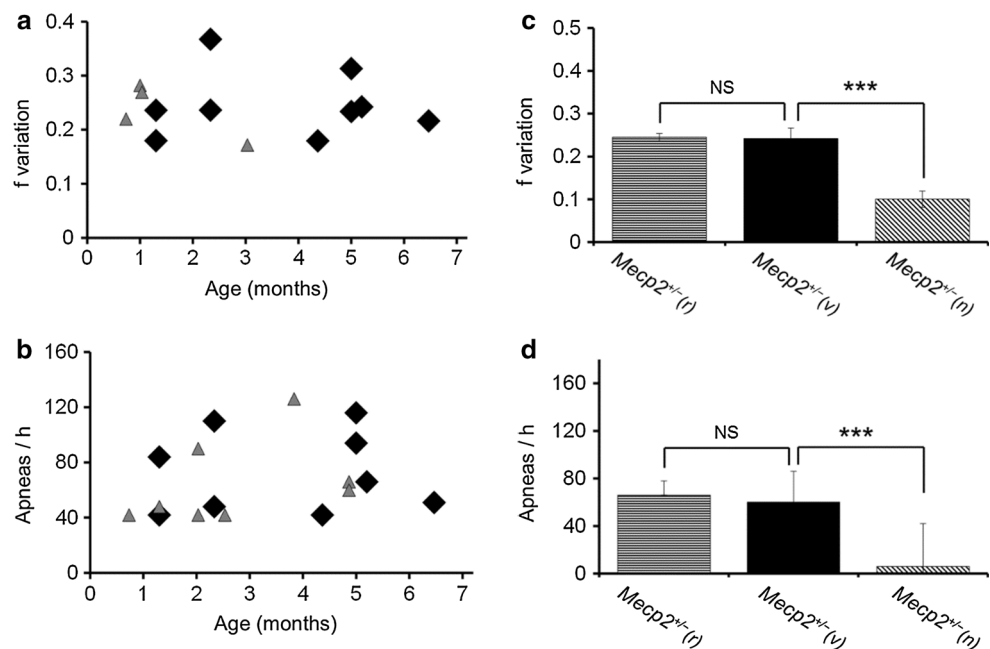 a
0.4
0.3
0.2
0.1
0
f variation
0 1 2 3 4 5 6 7
Age (months)
c
0.5
0.4
0.3
0.2
0.1
0
f variation
NS
***
Mecp2+/−(r)
Mecp2+/−(v)
Mecp2+/−(n)
b
160
120
80
40
0
Apneas / h
0 1 2 3 4 5 6 7
Age (months)
d
160
120
80
40
0
Apneas / h
NS
***
Mecp2+/−(r)
Mecp2+/−(v)
Mecp2+/−(n)